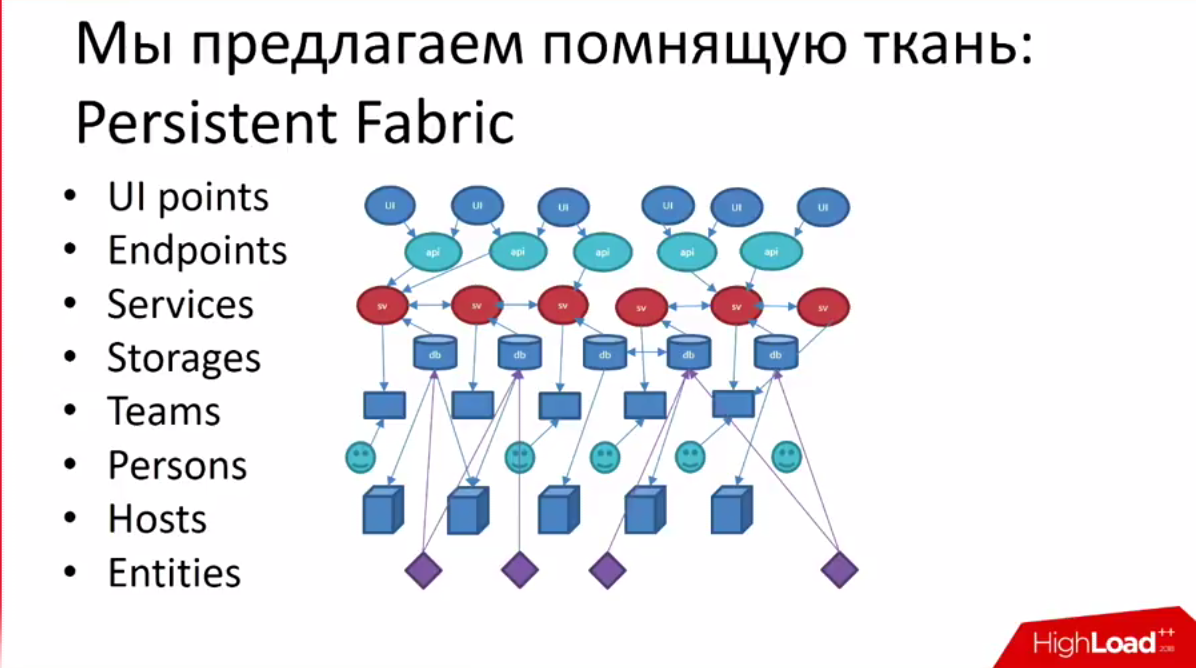 Мы предлагаем помнящую ткань:
Persistent Fabric
• UI points
• Endpoints
• Services
• Storages
• Teams
• Persons
• Hosts
• Entities
UI UI UI UI UI UI
api api api api api
sv sv sv sv sv sv
db db db db db
HighLoad++
2018